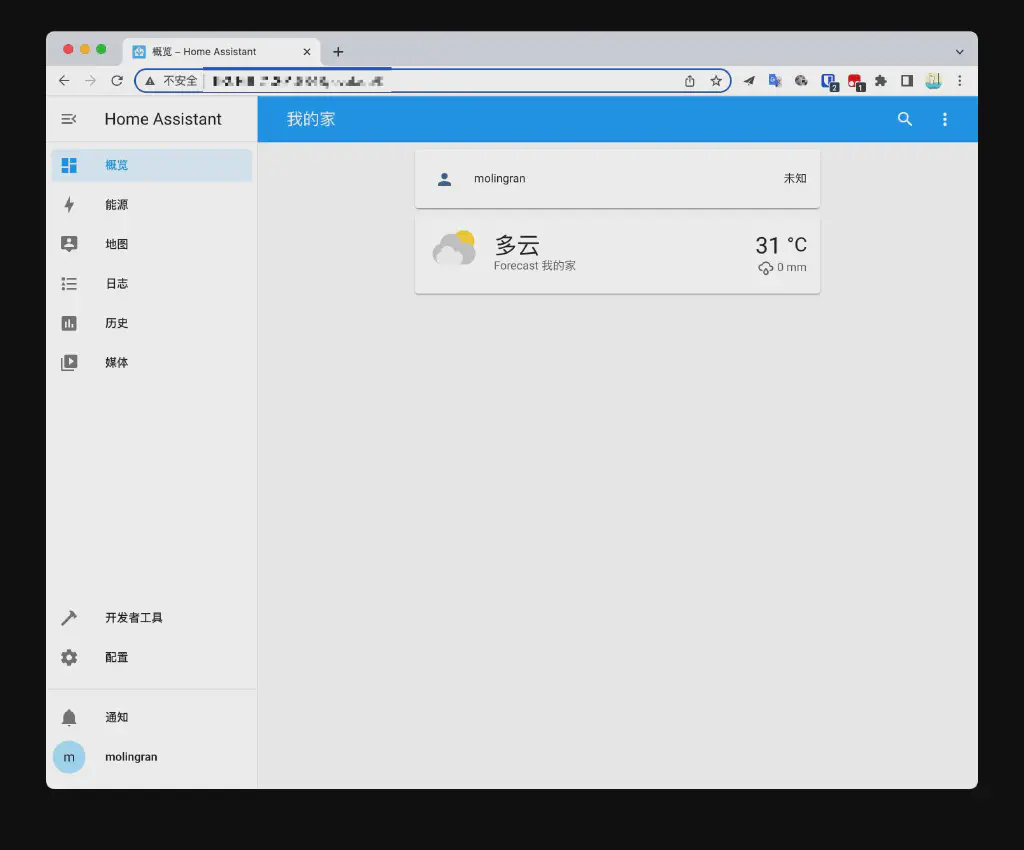 概览 – Home Assistant
不安全
2
1
Home Assistant
我的家
概览
能源
地图
日志
历史
媒体
开发者工具
配置
通知
m
molingran
molingran
未知
多云
31 °C
Forecast 我的家
0 mm